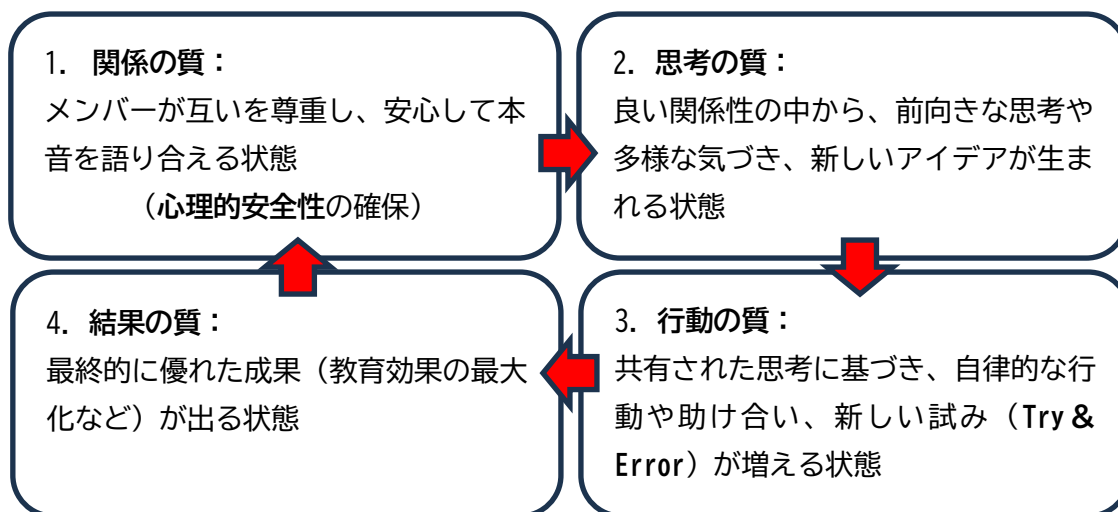 1. 関係の質：
メンバーが互いを尊重し、安心して本
音を語り合える状態
（心理的安全性の確保）
2. 思考の質：
良い関係性の中から、前向きな思考や
多様な気づき、新しいアイデアが生ま
れる状態
3. 行動の質：
共有された思考に基づき、自律的な行
動や助け合い、新しい試み（Try &
Error）が増える状態
4. 結果の質：
最終的に優れた成果（教育効果の最大
化など）が出る状態